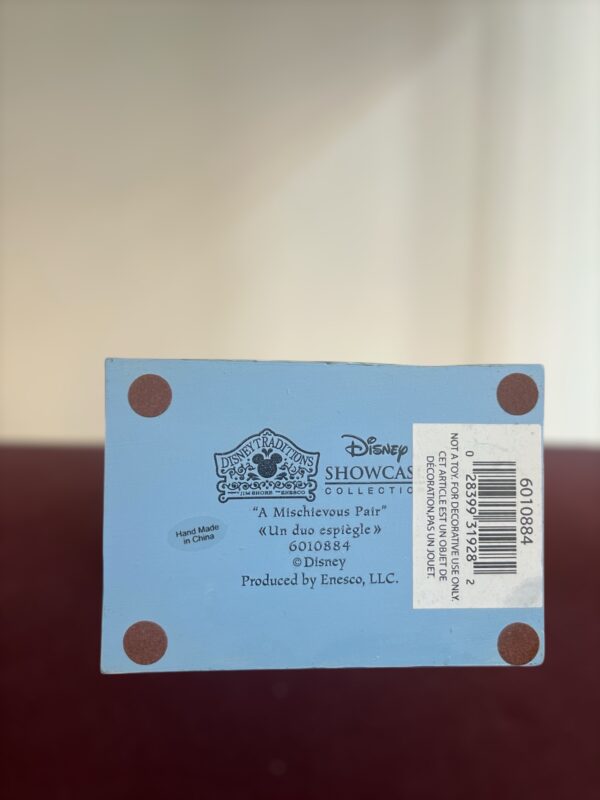 DISNEY TRADITIONS
JIM SHORE
ENESCO
Disney
SHOWCAS
COLLECTIO
"A Mischievous Pair"
«Un duo espiègle»
6010884
©Disney
Produced by Enesco, LLC.
Hand Made
in China
6010884
0 28399 31928 2
NOT A TOY. FOR DECORATIVE USE ONLY.
CET ARTICLE EST UN OBJET DE
DÉCORATION,PAS UN JOUET.